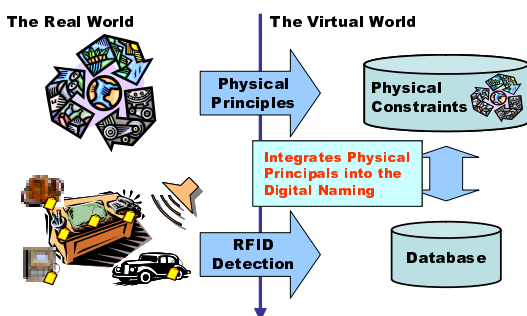 The Real World
The Virtual World
Physical
Principles
Physical
Constraints
Integrates Physical
Principals into the
Digital Naming
RFID
Detection
Database